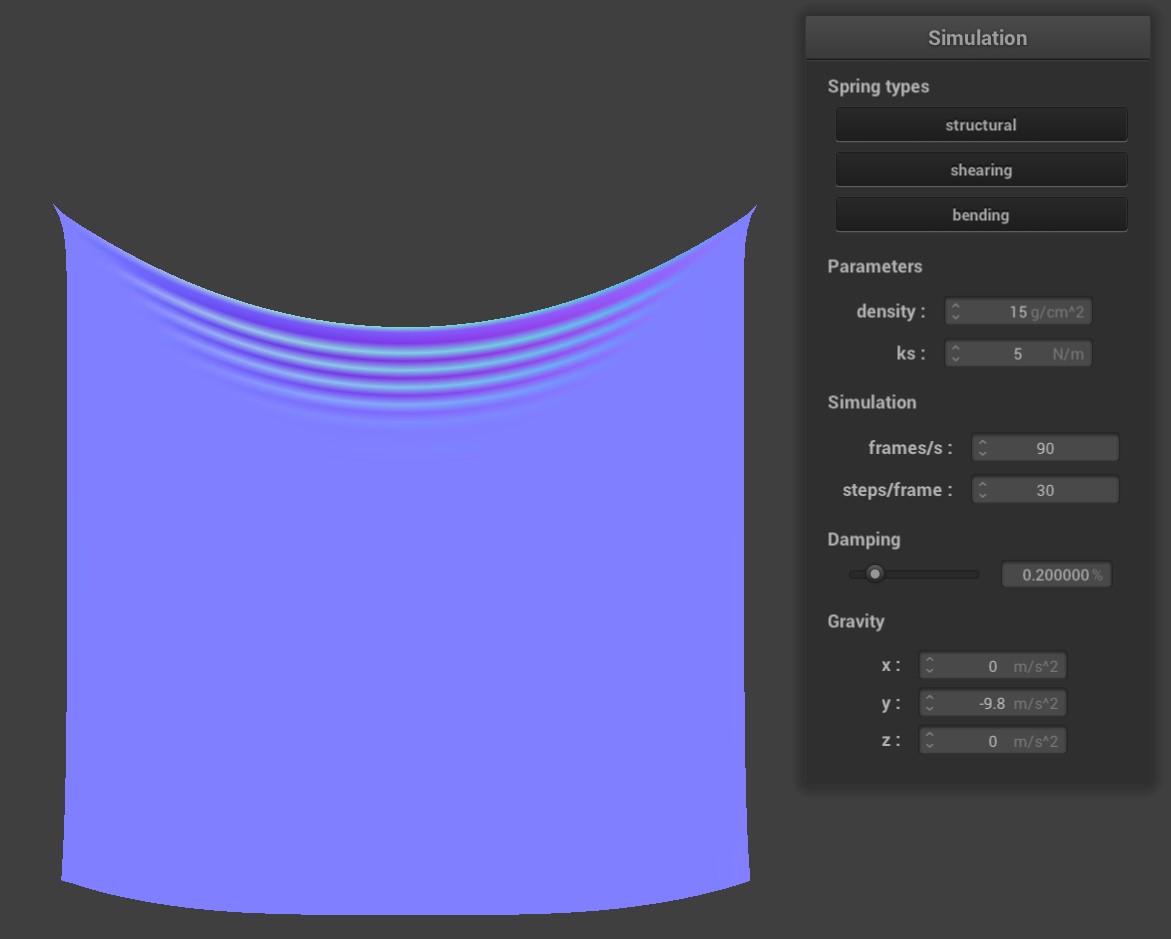 Simulation
Spring types
structural
shearing
bending
Parameters
density : 15 g/cm^2
ks : 5 N/m
Simulation
frames/s : 90
steps/frame : 30
Damping
0.200000 %
Gravity
x : 0 m/s^2
y : -9.8 m/s^2
z : 0 m/s^2